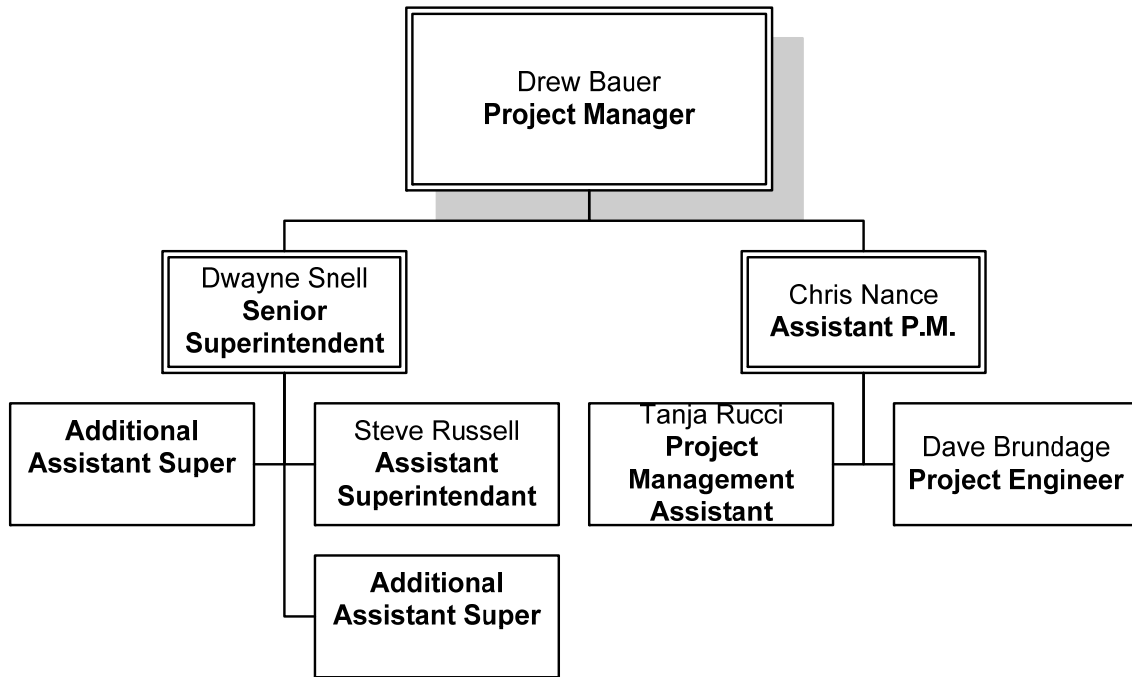 Drew Bauer
Project Manager
Dwayne Snell
Senior
Superintendent
Chris Nance
Assistant P.M.
Additional
Assistant Super
Steve Russell
Assistant
Superintendant
Tanja Rucci
Project
Management
Assistant
Dave Brundage
Project Engineer
Additional
Assistant Super